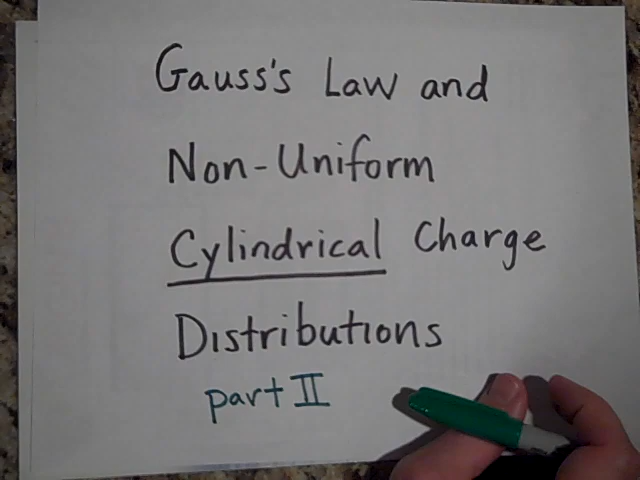 Gauss's Law and
Non-Uniform
Cylindrical Charge
Distributions
part II